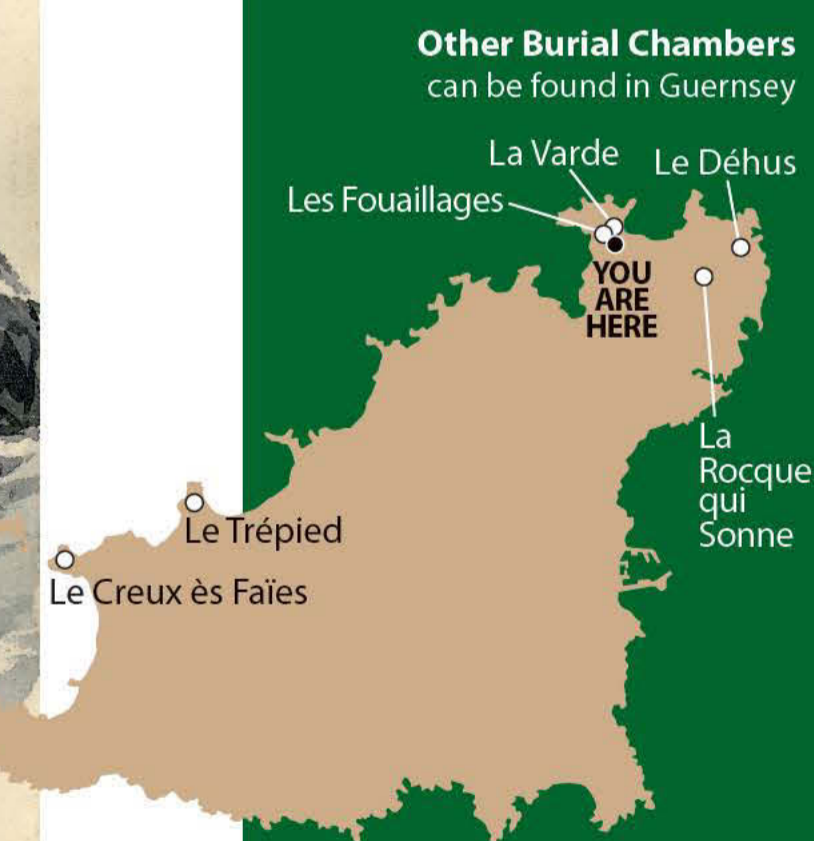 Other Burial Chambers
can be found in Guernsey
La Varde
Le Déhus
Les Fouaillages
YOU
ARE
HERE
La
Rocque
qui
Sonne
Le Trépied
Le Creux ès Faïes